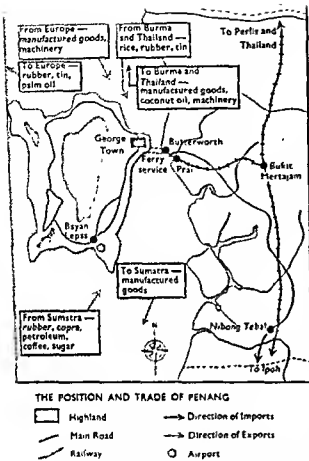 From Europe —
manufactured goods,
machinery
From Burma
and Thailand —
rice, rubber, tin
To Perlis and
Thailand
To Europe —
rubber, tin,
palm oil
To Burma and
Thailand —
manufactured goods,
coconut oil, machinery
George
Town
Butterworth
Ferry
service
Prai
Bukit
Mertajam
Bayan
Lepas
To Sumatra —
manufactured
goods
From Sumatra —
rubber, copra,
petroleum,
coffee, sugar
N
Nibong Tebal
To Ipoh
THE POSITION AND TRADE OF PENANG
Highland
Direction of Imports
Main Road
Direction of Exports
Railway
Airport